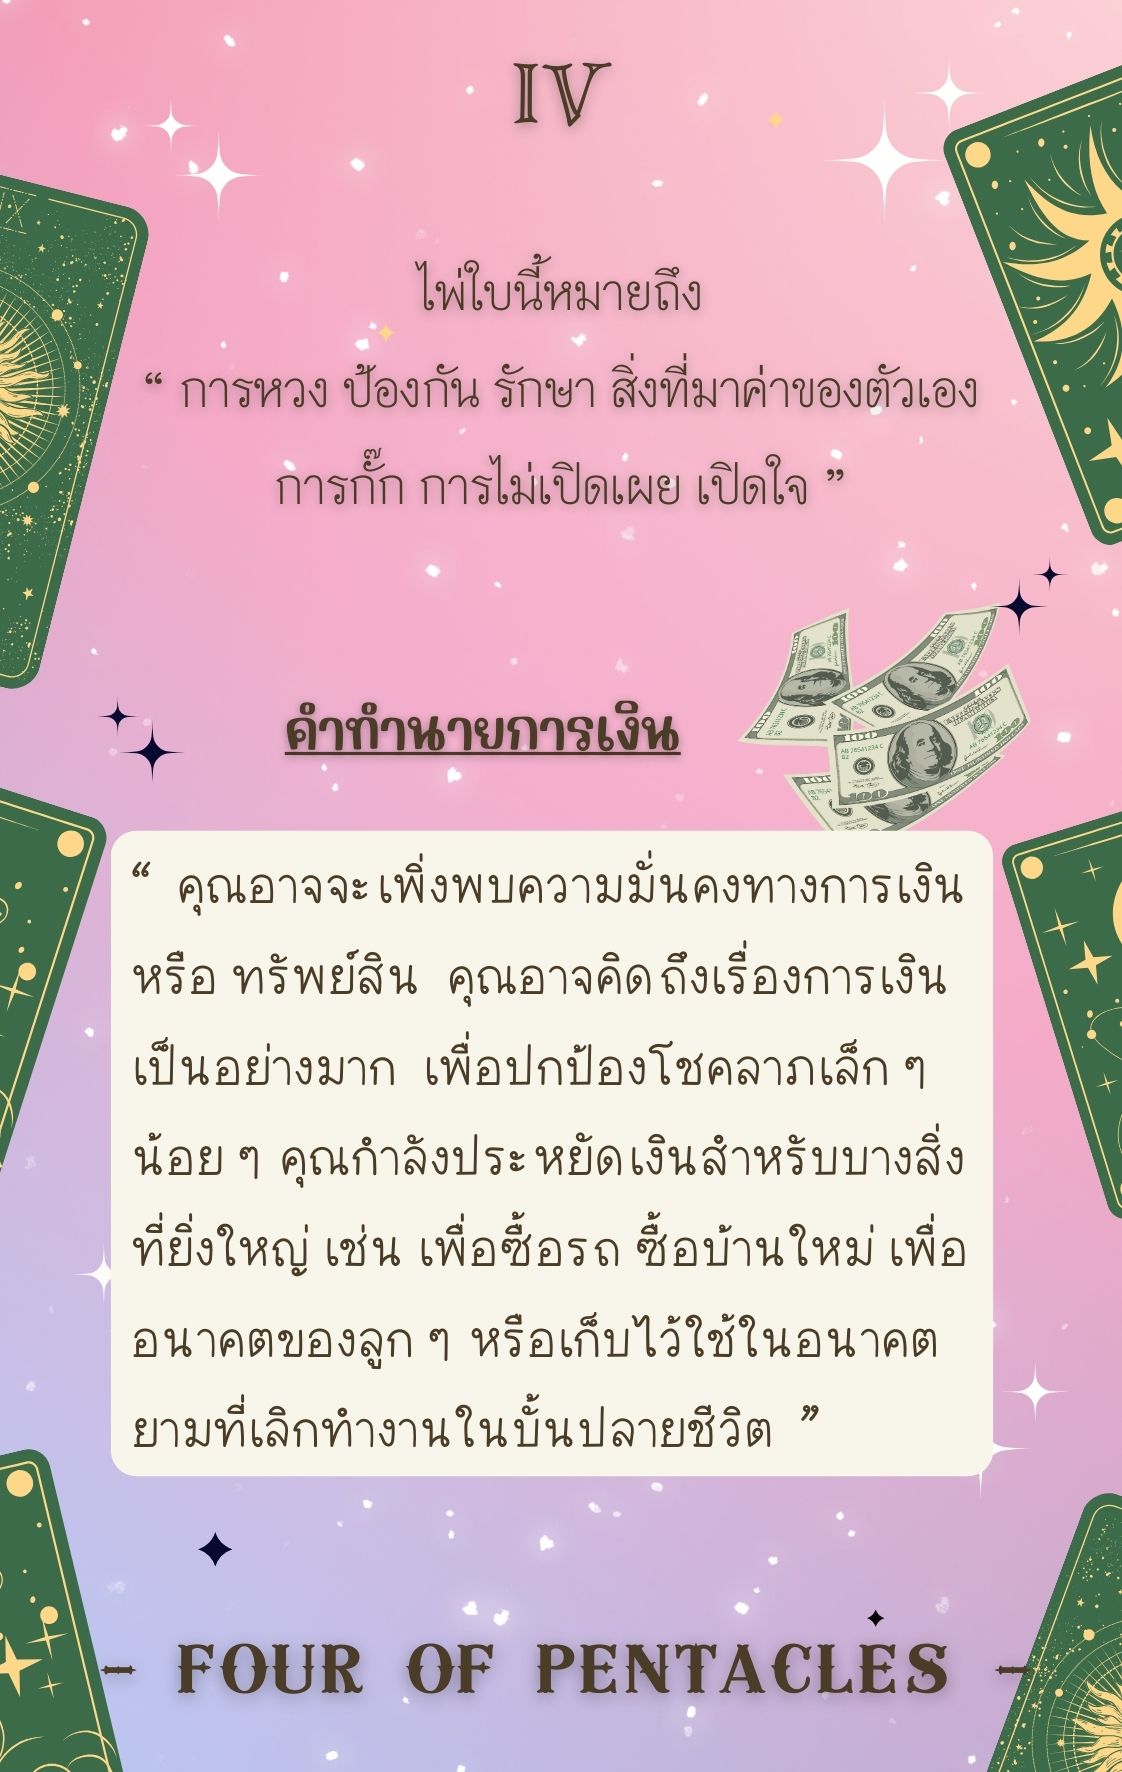 IV
ไพ่ใบนี้หมายถึง
“ การหวง ป้องกัน รักษา สิ่งที่มาค่าของตัวเอง
การกั๊ก การไม่เปิดเผย เปิดใจ ”
คำทำนายการเงิน
“ คุณอาจจะเพิ่งพบความมั่นคงทางการเงิน
หรือ ทรัพย์สิน คุณอาจคิดถึงเรื่องการเงิน
เป็นอย่างมาก เพื่อปกป้องโชคลาภเล็ก ๆ
น้อย ๆ คุณกำลังประหยัดเงินสำหรับบางสิ่ง
ที่ยิ่งใหญ่ เช่น เพื่อซื้อรถ ซื้อบ้านใหม่ เพื่อ
อนาคตของลูก ๆ หรือเก็บไว้ใช้ในอนาคต
ยามที่เลิกทำงานในบั้นปลายชีวิต ”
- FOUR OF PENTACLES -